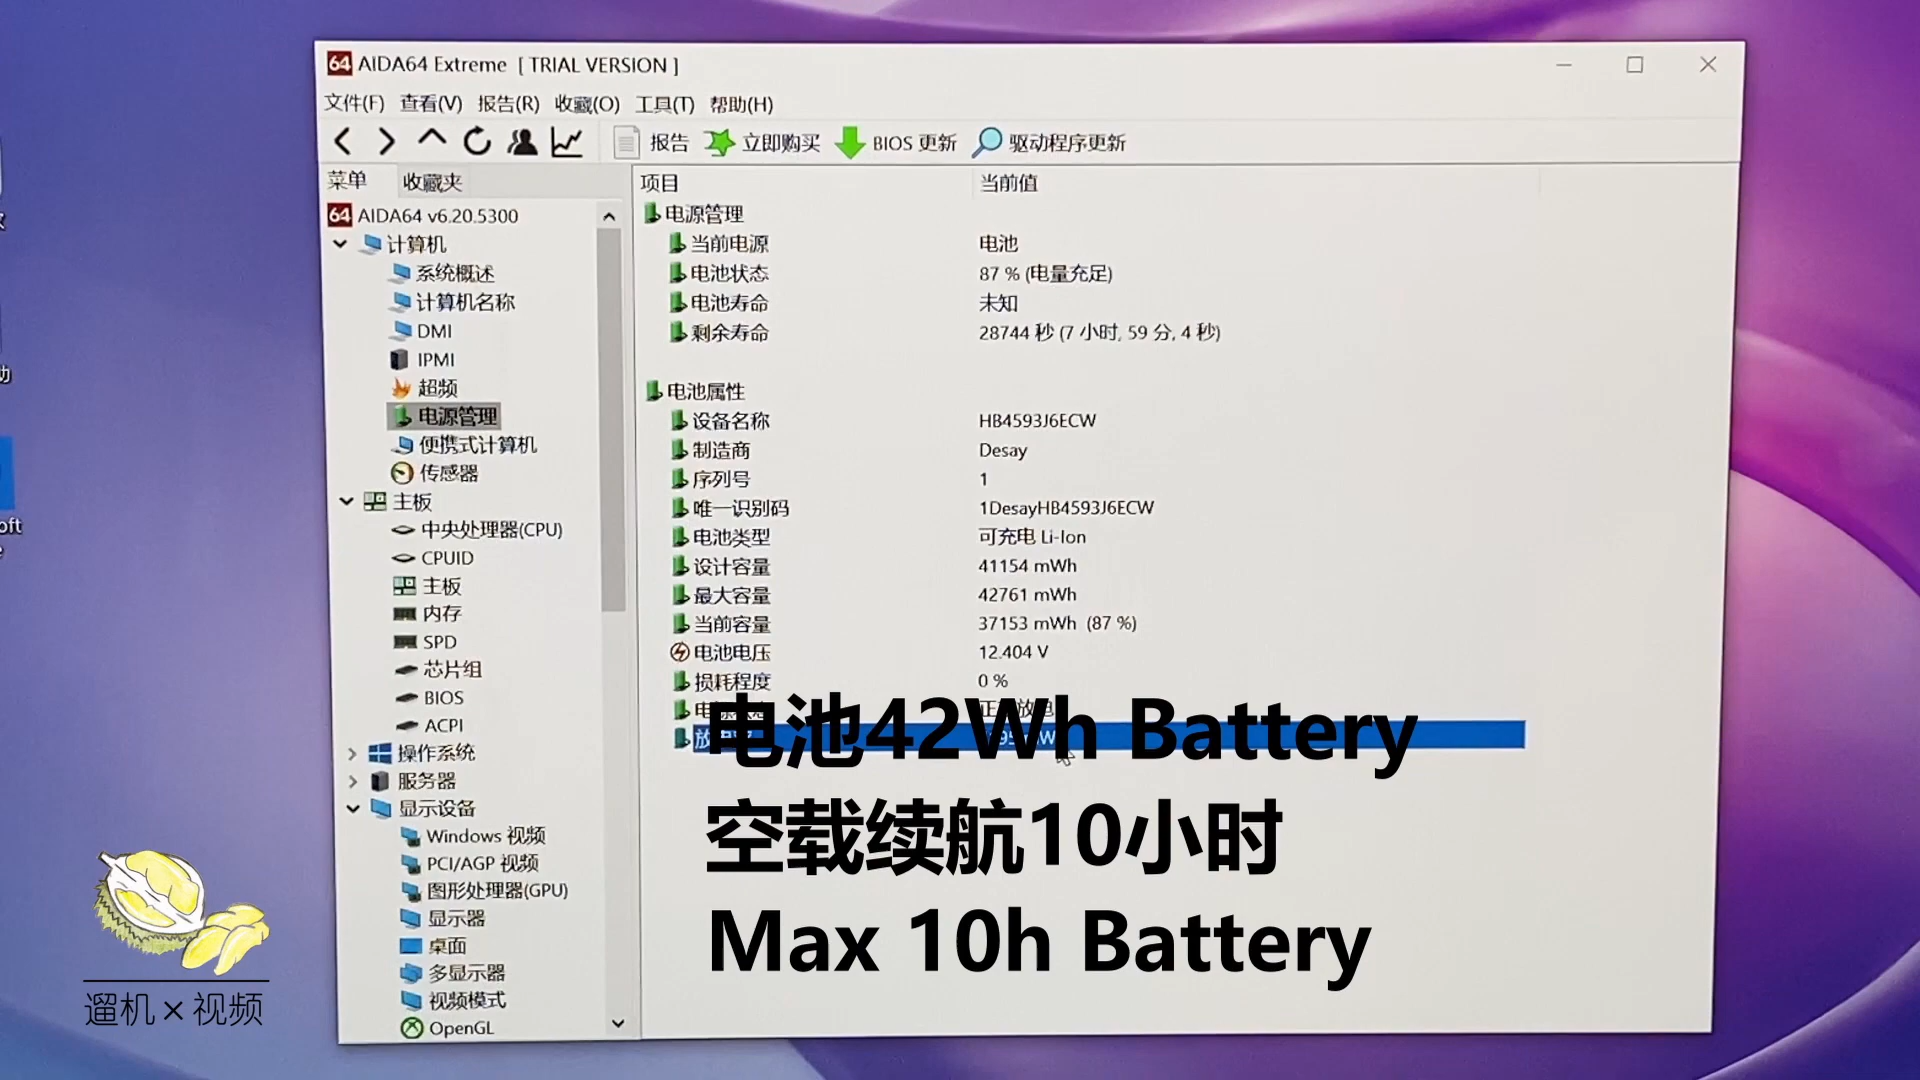 64 AIDA64 Extreme [ TRIAL VERSION ]
文件(F) 查看(V) 报告(R) 收藏(O) 工具(T) 帮助(H)
报告 立即购买 BIOS 更新 驱动程序更新
菜单 收藏夹
64 AIDA64 v6.20.5300
计算机
系统概述
计算机名称
DMI
IPMI
超频
电源管理
便携式计算机
传感器
主板
中央处理器(CPU)
CPUID
主板
内存
SPD
芯片组
BIOS
ACPI
操作系统
服务器
显示设备
Windows 视频
PCI/AGP 视频
图形处理器(GPU)
显示器
桌面
多显示器
视频模式
OpenGL
项目 当前值
电源管理
当前电源 电池
电池状态 87 % (电量充足)
电池寿命 未知
剩余寿命 28744 秒 (7 小时, 59 分, 4 秒)
电池属性
设备名称 HB4593J6ECW
制造商 Desay
序列号 1
唯一识别码 1DesayHB4593J6ECW
电池类型 可充电 Li-Ion
设计容量 41154 mWh
最大容量 42761 mWh
当前容量 37153 mWh (87 %)
电池电压 12.404 V
损耗程度 0 %
电池42Wh Battery
空载续航10小时
Max 10h Battery
遛机×视频
oft